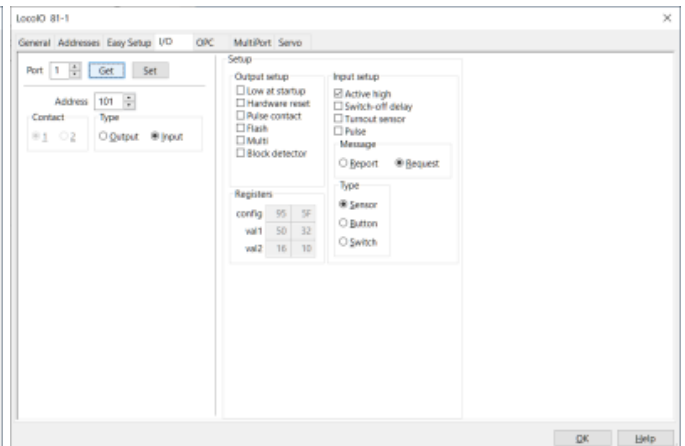 LocoIO 81-1
General Addresses Easy Setup I/O OPC MultiPort Servo
Port 1 Get Set
Address 101
Contact
1 2
Type
Output Input
Setup
Output setup
Low at startup
Hardware reset
Pulse contact
Flash
Multi
Block detector
Input setup
Active high
Switch-off delay
Turnout sensor
Pulse
Message
Report Request
Type
Sensor
Button
Switch
Registers
config 95 5F
val1 50 32
val2 16 10
OK Help